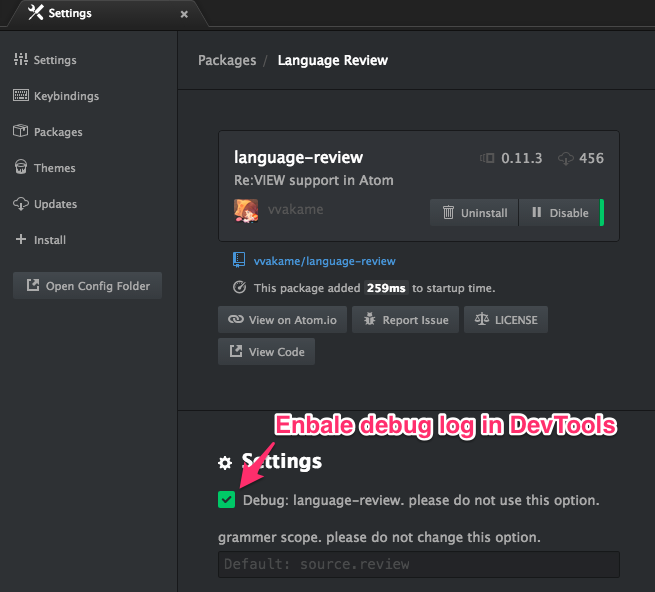 Settings
Settings
Keybindings
Packages
Themes
Updates
Install
Open Config Folder
Packages / Language Review
language-review
0.11.3
456
Re:VIEW support in Atom
vvakame
Uninstall
Disable
vvakame/language-review
This package added 259ms to startup time.
View on Atom.io
Report Issue
LICENSE
View Code
Enbale debug log in DevTools
Settings
Debug: language-review. please do not use this option.
grammer scope. please do not change this option.
Default: source.review